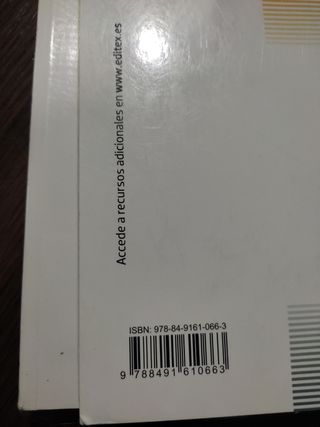 Accede a recursos adicionales en www.editex.es
ISBN: 978-84-9161-066-3
9 788491 610663